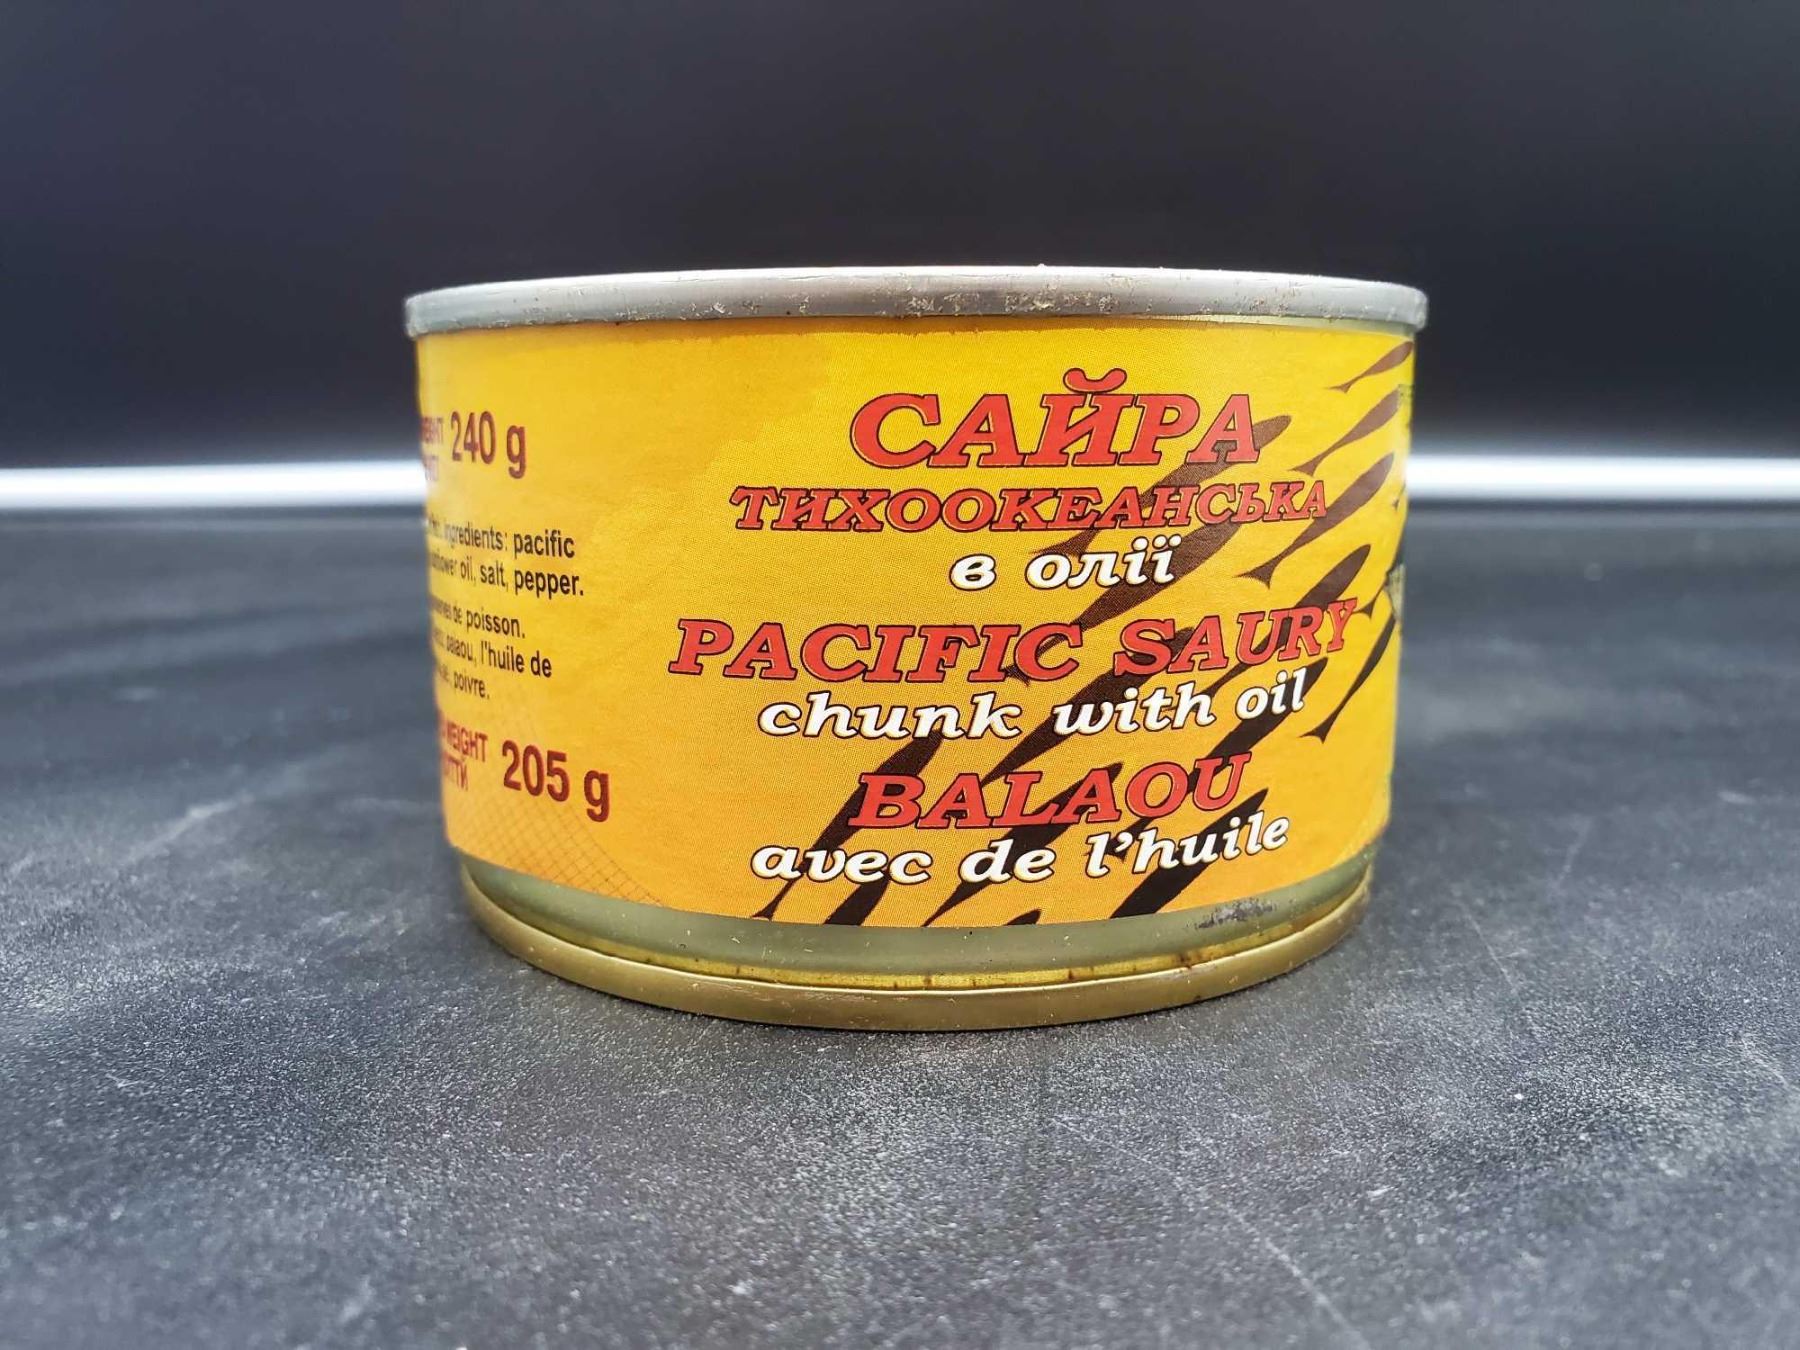 240 g
ingredients: pacific
oil, salt, pepper.
de poisson.
balaou, l'huile de
poivre.
WEIGHT
205 g
САЙРА
ТИХООКЕАНСЬКА
в олії
PACIFIC SAURY
chunk with oil
BALAOU
avec de l'huile